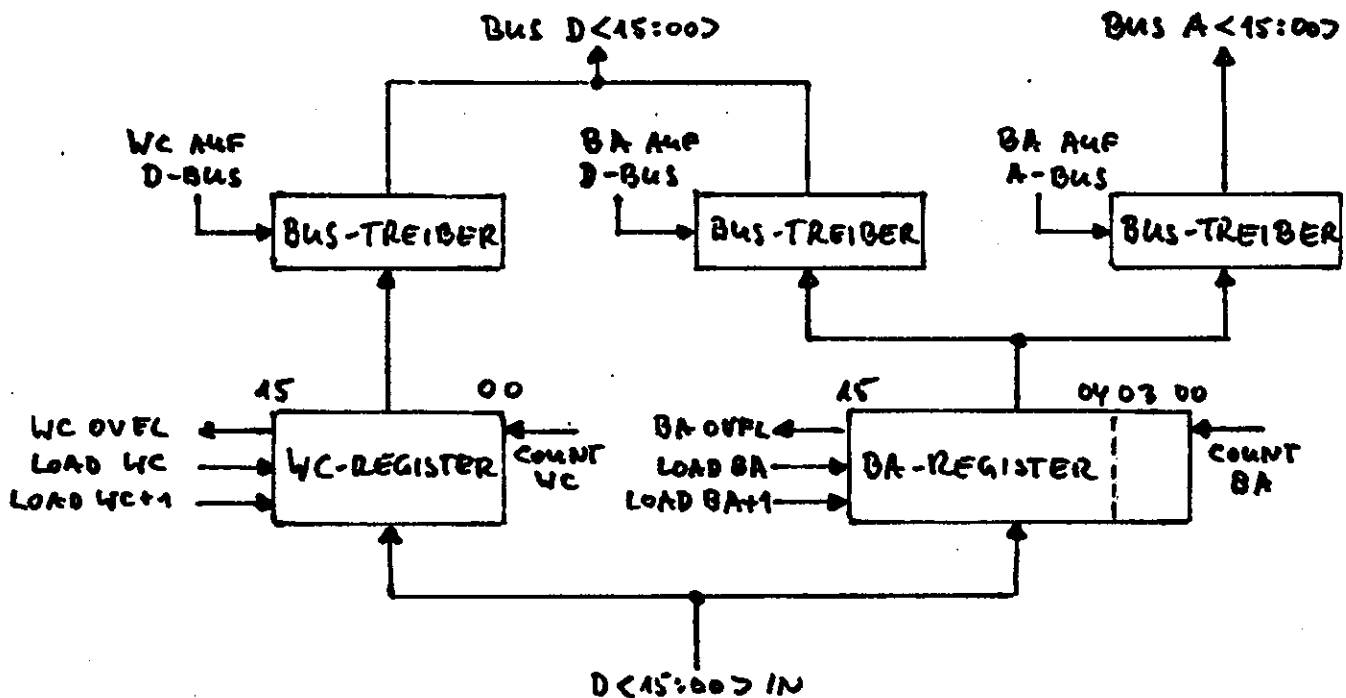 BUS D<15:00>
BUS A<15:00>
WC AUF
D-BUS
BA AUF
D-BUS
BA AUF
A-BUS
BUS-TREIBER
BUS-TREIBER
BUS-TREIBER
15
00
15
04 03 00
WC OVFL
LOAD WC
LOAD WC+1
WC-REGISTER
COUNT
WC
BA OVFL
LOAD BA
LOAD BA+1
BA-REGISTER
COUNT
BA
D<15:00> IN